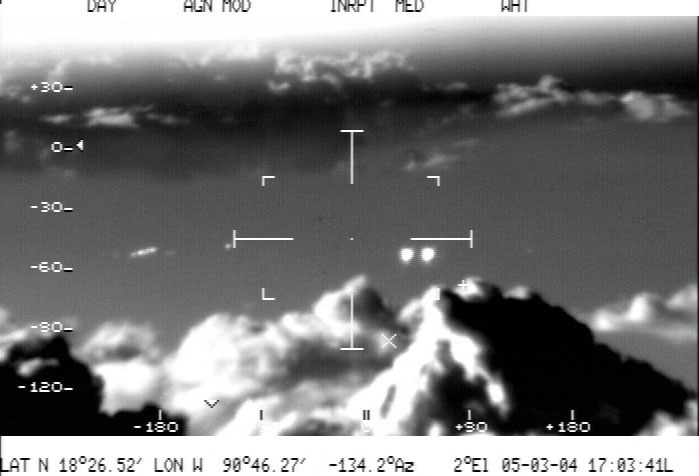 DAY AGN MOD INRPT MED WHT
+30
0
-30
-60
-90
-120
-180 +90 +180
LAT N 18°26.52′ LON W 90°46.27′ -134.2°Az 2°El 05-03-04 17:03:41L